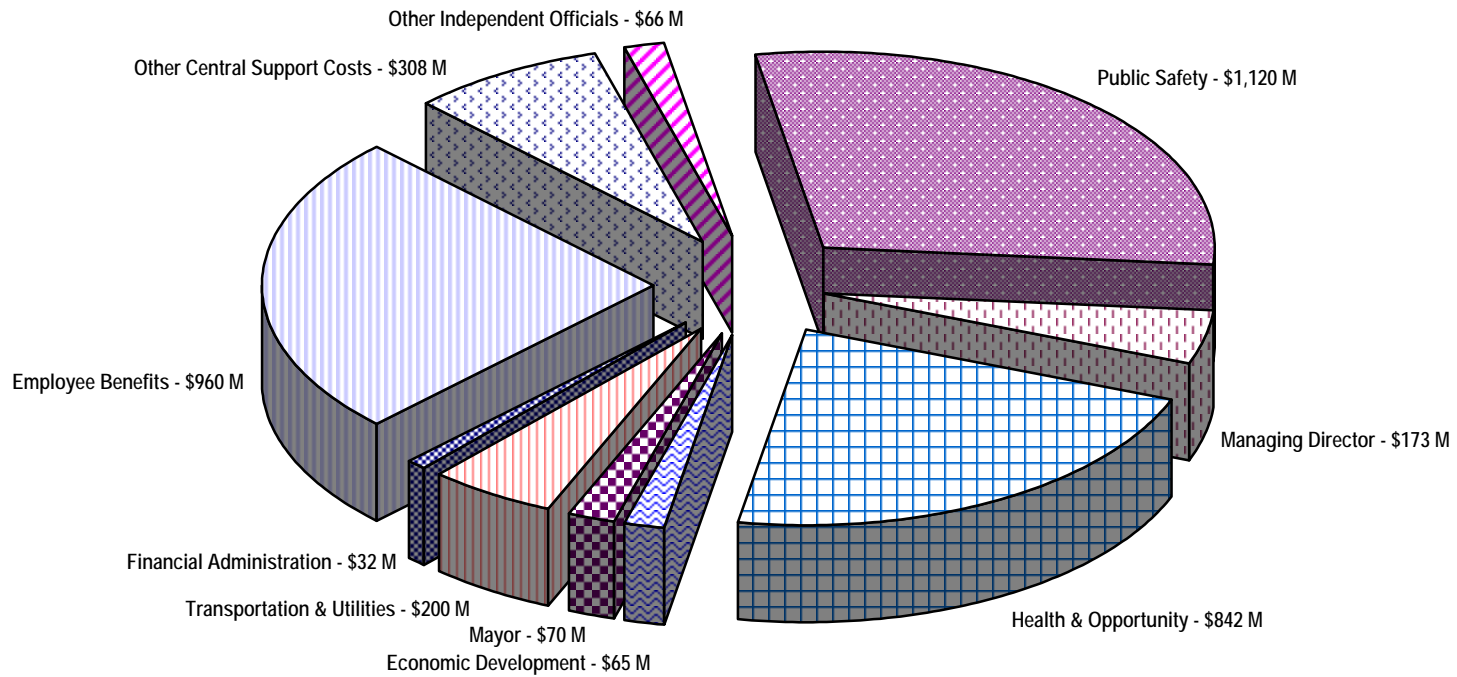 Other Independent Officials - $66 M
Other Central Support Costs - $308 M
Public Safety - $1,120 M
Employee Benefits - $960 M
Managing Director - $173 M
Financial Administration - $32 M
Transportation & Utilities - $200 M
Health & Opportunity - $842 M
Mayor - $70 M
Economic Development - $65 M